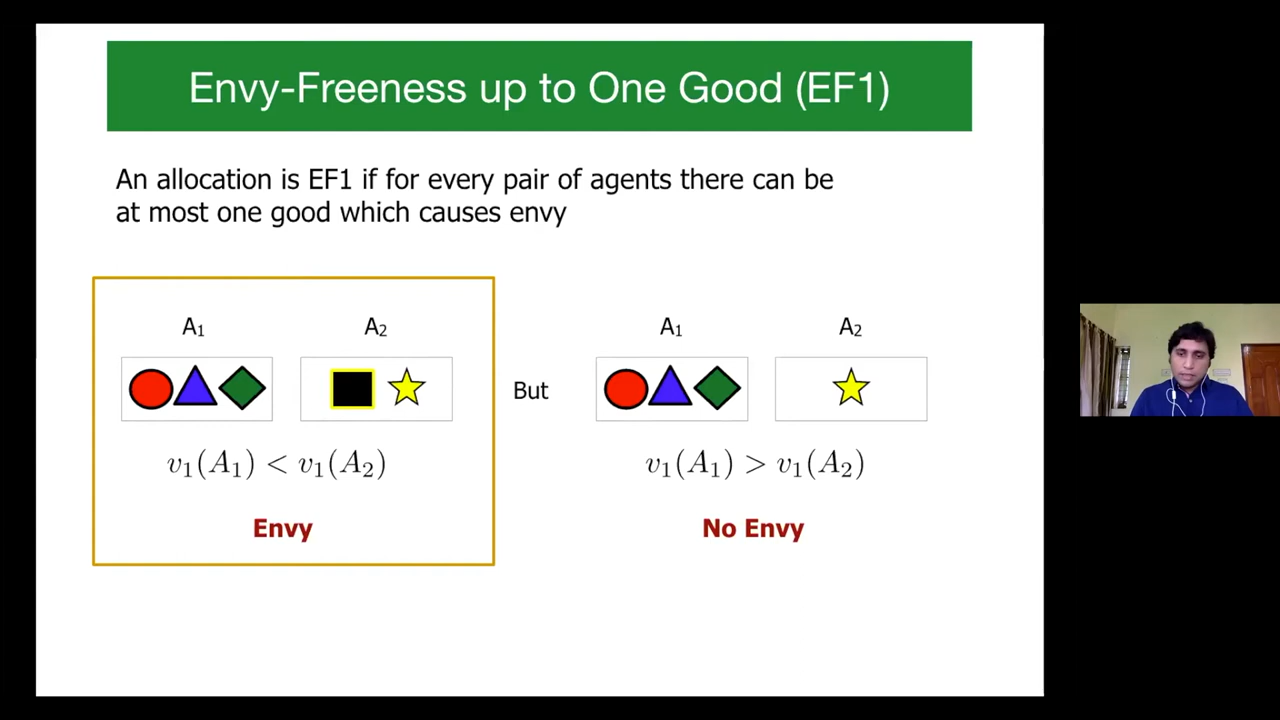 Envy-Freeness up to One Good (EF1)
An allocation is EF1 if for every pair of agents there can be
at most one good which causes envy
A₁ A₂
But
A₁ A₂
v₁(A₁) < v₁(A₂)
v₁(A₁) > v₁(A₂)
Envy
No Envy